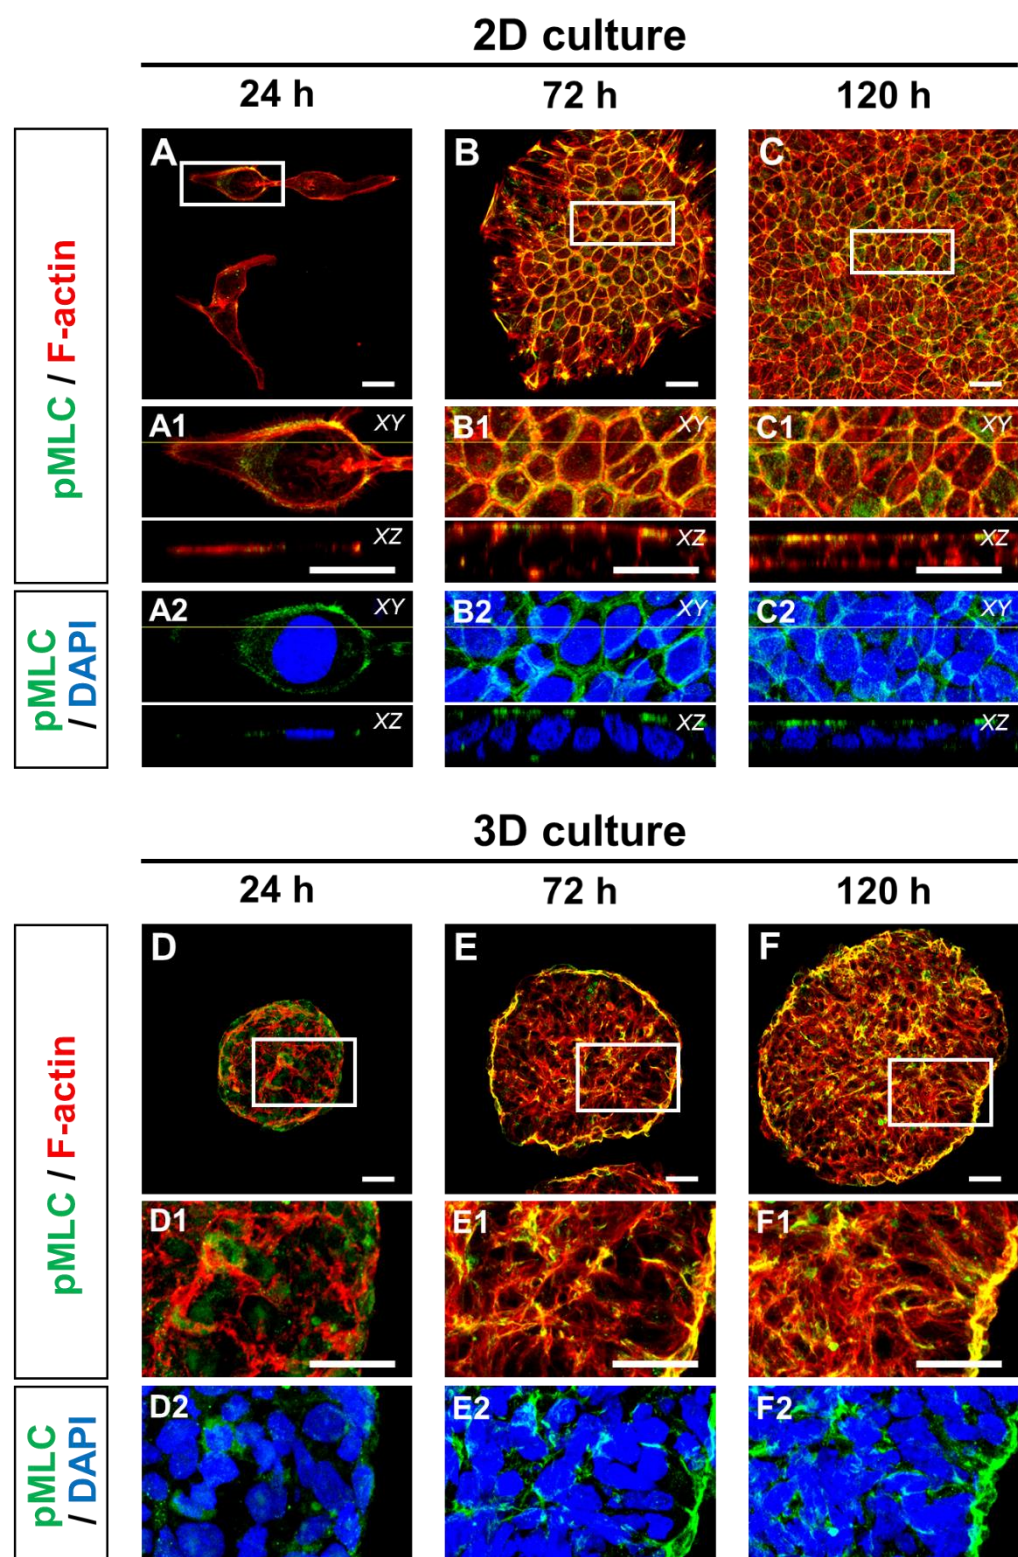 2D culture
24 h
72 h
120 h
pMLC / F-actin
A
B
C
A1
XY
B1
XY
C1
XY
XZ
XZ
XZ
pMLC
/ DAPI
A2
XY
B2
XY
C2
XY
XZ
XZ
XZ
3D culture
24 h
72 h
120 h
pMLC / F-actin
D
E
F
D1
E1
F1
pMLC
/ DAPI
D2
E2
F2